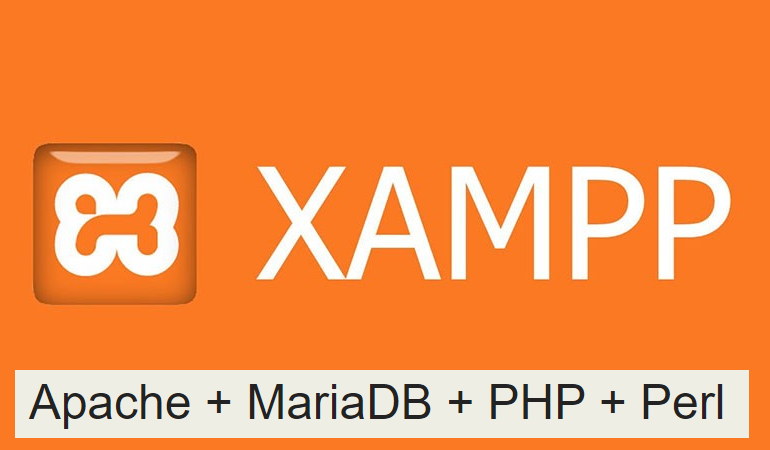 XAMPP
Apache + MariaDB + PHP + Perl